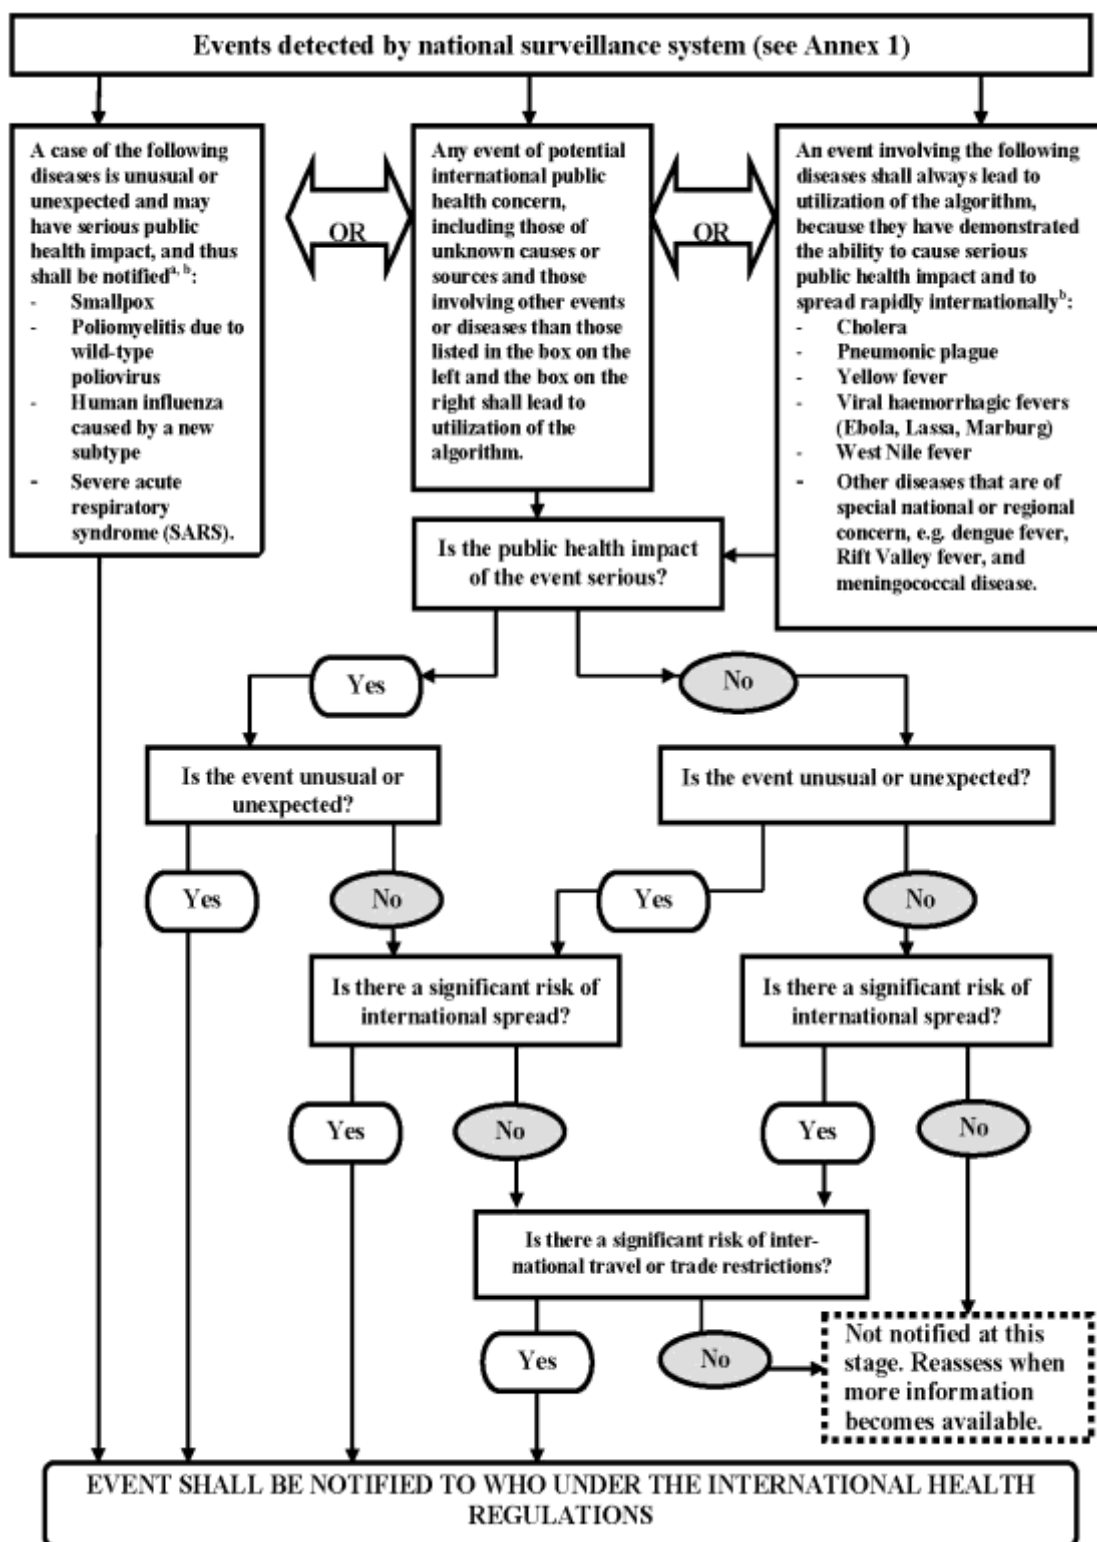 Events detected by national surveillance system (see Annex 1)
A case of the following
diseases is unusual or
unexpected and may
have serious public
health impact, and thus
shall be notifiedᵃ, ᵇ:
- Smallpox
- Poliomyelitis due to
wild-type
poliovirus
- Human influenza
caused by a new
subtype
- Severe acute
respiratory
syndrome (SARS).
OR
Any event of potential
international public
health concern,
including those of
unknown causes or
sources and those
involving other events
or diseases than those
listed in the box on the
left and the box on the
right shall lead to
utilization of the
algorithm.
OR
An event involving the following
diseases shall always lead to
utilization of the algorithm,
because they have demonstrated
the ability to cause serious
public health impact and to
spread rapidly internationallyᵇ:
- Cholera
- Pneumonic plague
- Yellow fever
- Viral haemorrhagic fevers
(Ebola, Lassa, Marburg)
- West Nile fever
- Other diseases that are of
special national or regional
concern, e.g. dengue fever,
Rift Valley fever, and
meningococcal disease.
Is the public health impact
of the event serious?
Yes
No
Is the event unusual or
unexpected?
Is the event unusual or unexpected?
Yes
No
Yes
No
Is there a significant risk of
international spread?
Is there a significant risk of
international spread?
Yes
No
Yes
No
Is there a significant risk of inter-
national travel or trade restrictions?
Yes
No
Not notified at this
stage. Reassess when
more information
becomes available.
EVENT SHALL BE NOTIFIED TO WHO UNDER THE INTERNATIONAL HEALTH
REGULATIONS